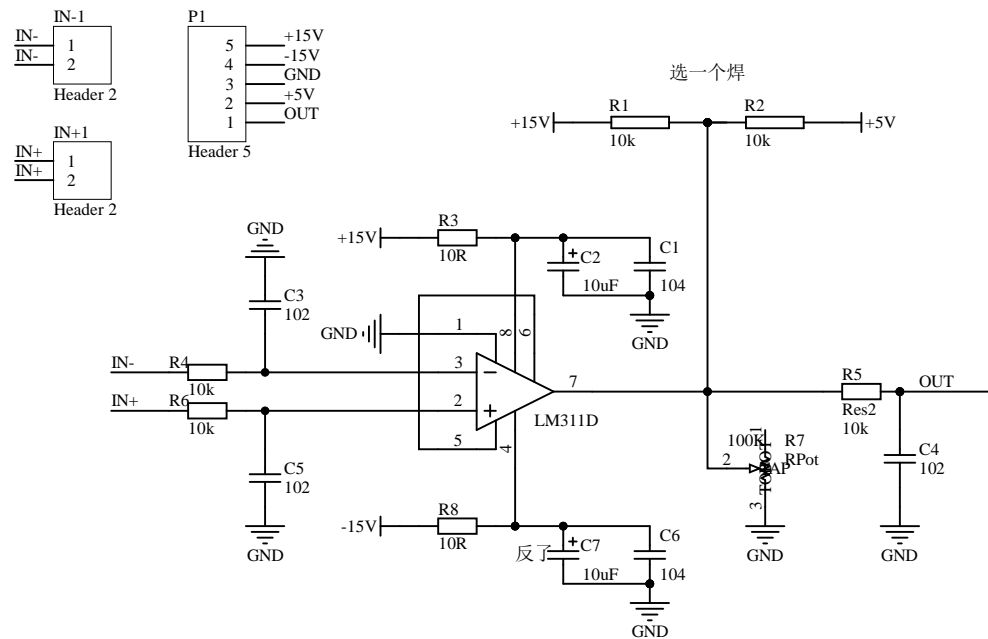 IN-1
IN-
1
IN-
2
Header 2
P1
5
+15V
4
-15V
3
GND
2
+5V
1
OUT
Header 5
IN+1
IN+
1
IN+
2
Header 2
选一个焊
R1
R2
+15V
+5V
10k
10k
R3
+15V
10R
C2
+
10uF
C1
104
GND
GND
C3
102
GND
1
8
6
IN-
R4
10k
3
7
IN+
R6
10k
2
LM311D
5
4
C5
102
GND
R5
OUT
Res2
10k
C4
102
GND
100K
1
R7
RPot
2
3
GND
R8
-15V
10R
反了
+
C7
10uF
C6
104
GND